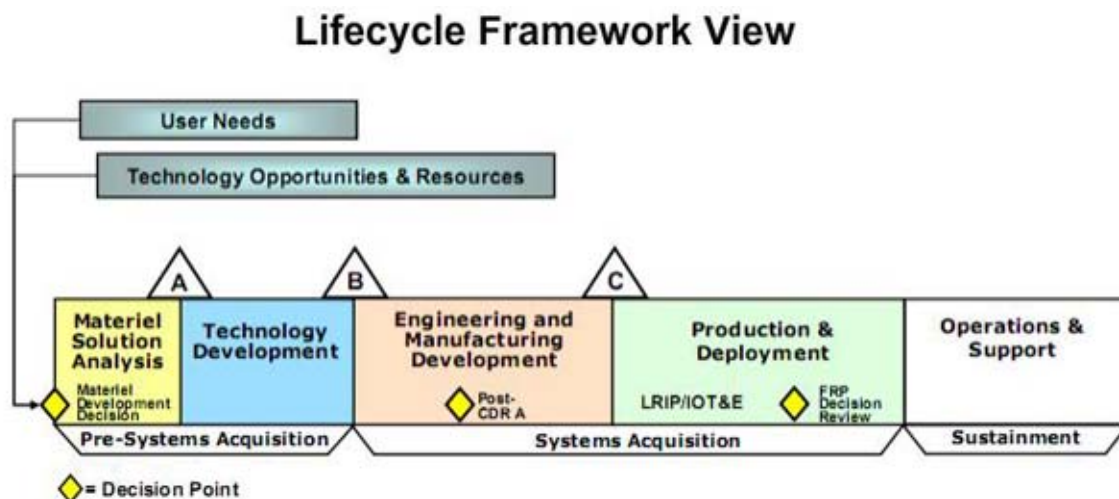 Lifecycle Framework View
User Needs
Technology Opportunities & Resources
A
B
C
Materiel
Solution
Analysis
Materiel
Development
Decision
Technology
Development
Engineering and
Manufacturing
Development
Post-
CDR A
Production &
Deployment
LRIP/IOT&E
FRP
Decision
Review
Operations &
Support
Pre-Systems Acquisition
Systems Acquisition
Sustainment
= Decision Point